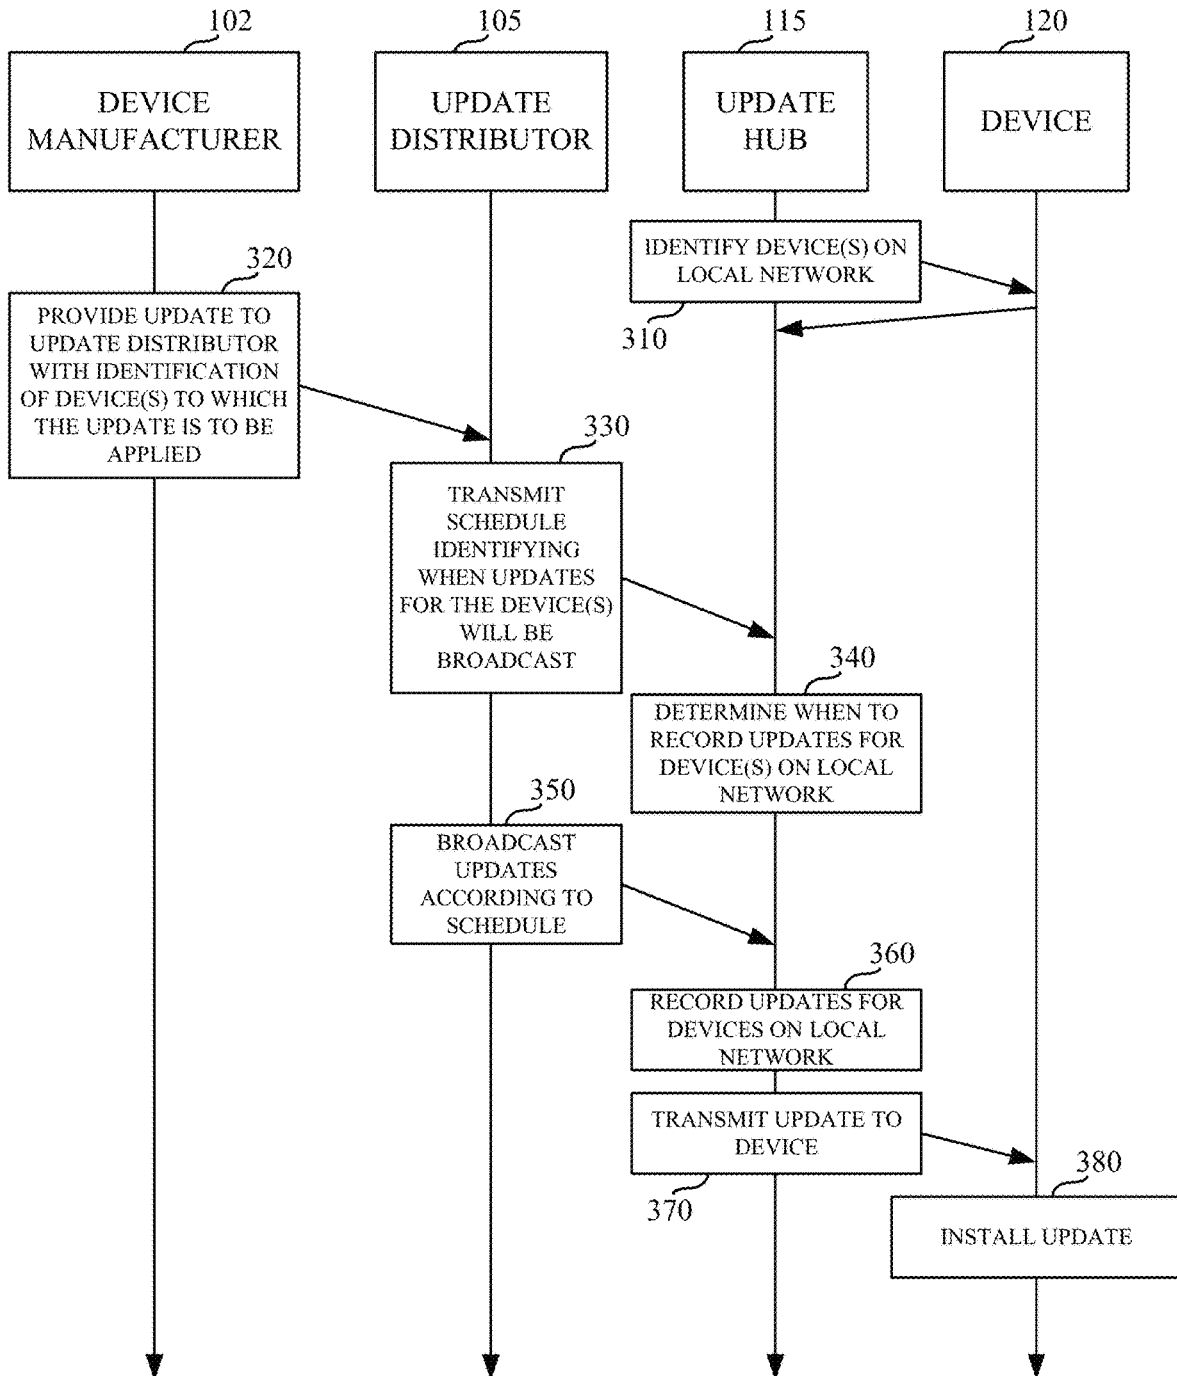 102
105
115
120
DEVICE
MANUFACTURER
UPDATE
DISTRIBUTOR
UPDATE
HUB
DEVICE
IDENTIFY DEVICE(S) ON
LOCAL NETWORK
310
320
PROVIDE UPDATE TO
UPDATE DISTRIBUTOR
WITH IDENTIFICATION
OF DEVICE(S) TO WHICH
THE UPDATE IS TO BE
APPLIED
330
TRANSMIT
SCHEDULE
IDENTIFYING
WHEN UPDATES
FOR THE DEVICE(S)
WILL BE
BROADCAST
340
DETERMINE WHEN TO
RECORD UPDATES FOR
DEVICE(S) ON LOCAL
NETWORK
350
BROADCAST
UPDATES
ACCORDING TO
SCHEDULE
360
RECORD UPDATES FOR
DEVICES ON LOCAL
NETWORK
TRANSMIT UPDATE TO
DEVICE
370
380
INSTALL UPDATE